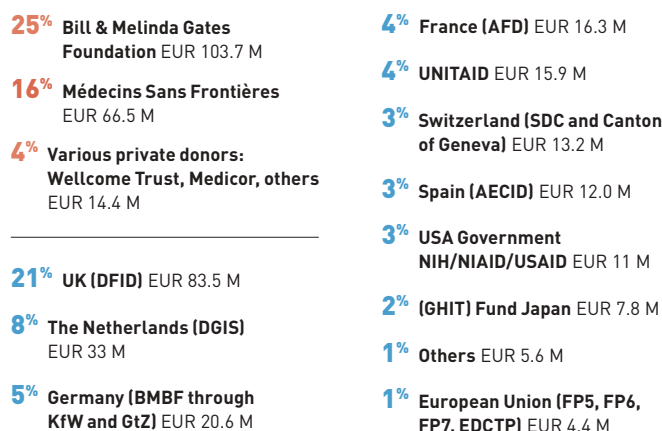 25% Bill & Melinda Gates
Foundation EUR 103.7 M
16% Médecins Sans Frontières
EUR 66.5 M
4% Various private donors:
Wellcome Trust, Medicor, others
EUR 14.4 M
21% UK (DFID) EUR 83.5 M
8% The Netherlands (DGIS)
EUR 33 M
5% Germany (BMBF through
KfW and GtZ) EUR 20.6 M
4% France (AFD) EUR 16.3 M
4% UNITAID EUR 15.9 M
3% Switzerland (SDC and Canton
of Geneva) EUR 13.2 M
3% Spain (AECID) EUR 12.0 M
3% USA Government
NIH/NIAID/USAID EUR 11 M
2% (GHIT) Fund Japan EUR 7.8 M
1% Others EUR 5.6 M
1% European Union (FP5, FP6,
FP7, EDCTP) EUR 4.4 M